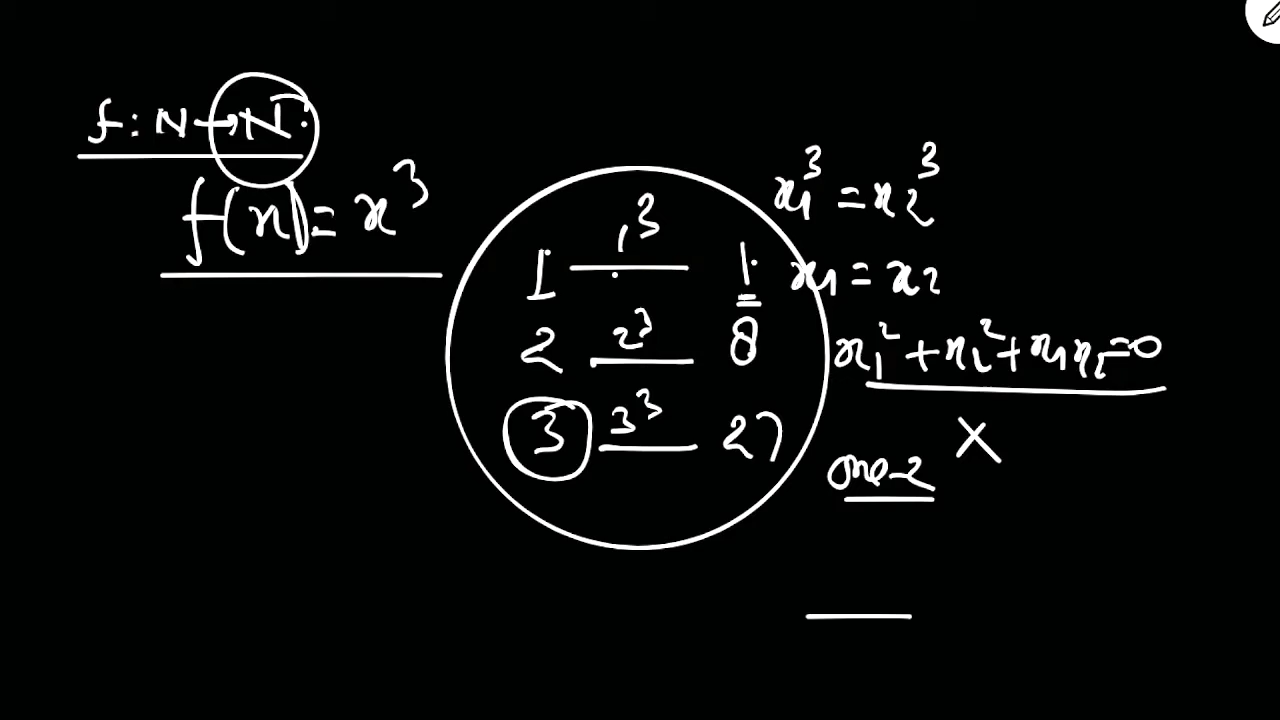 f : N → N
f(x) = x³
1³
1 1
2 2³ 8
3 3³ 27
x₁³ = x₂³
x₁ = x₂
x₁² + x₂² + x₁x₂ = 0
X
one-2